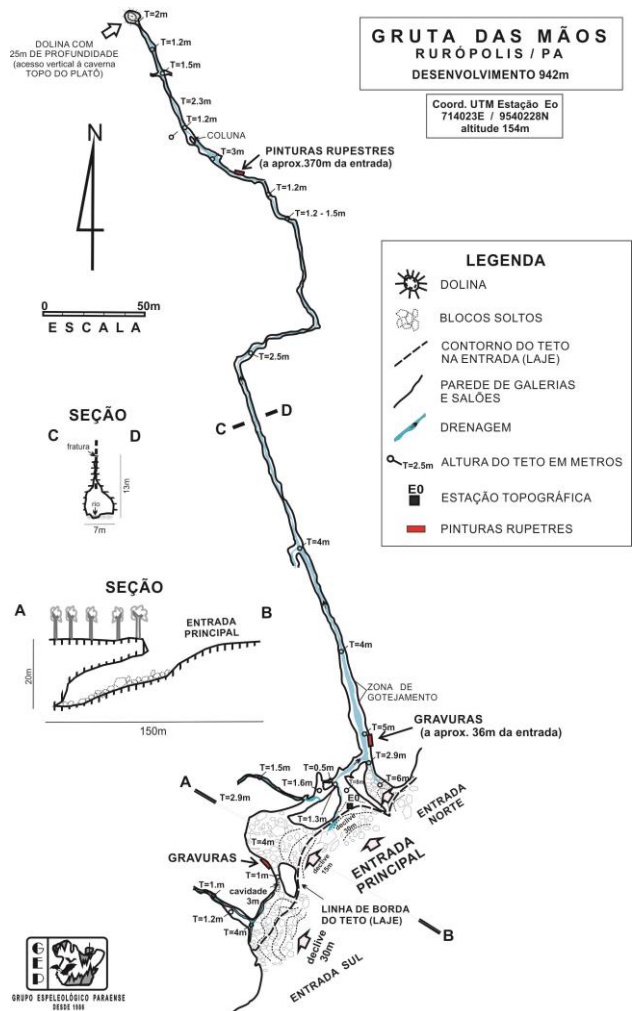 GRUTA DAS MÃOS
RURÓPOLIS / PA
DESENVOLVIMENTO 942m
Coord. UTM Estação Eo
714023E / 9540228N
altitude 154m
T=2m
DOLINA COM
25m DE PROFUNDIDADE
(acesso vertical à caverna
TOPO DO PLATÔ)
T=1.2m
T=1.5m
T=2.3m
T=1.2m
COLUNA
T=3m
PINTURAS RUPESTRES
(a aprox.370m da entrada)
T=1.2m
T=1.2 - 1.5m
N
0 50m
ESCALA
T=2.5m
C D
SEÇÃO
C D
fratura
rio
13m
7m
LEGENDA
DOLINA
BLOCOS SOLTOS
CONTORNO DO TETO
NA ENTRADA (LAJE)
PAREDE DE GALERIAS
E SALÕES
DRENAGEM
T=2.5m ALTURA DO TETO EM METROS
E0
ESTAÇÃO TOPOGRÁFICA
PINTURAS RUPETRES
T=4m
SEÇÃO
A B
ENTRADA
PRINCIPAL
20m
150m
T=4m
ZONA DE
GOTEJAMENTO
T=5m
GRAVURAS
(a aprox. 36m da entrada)
T=2.9m
T=0.5m
T=1.5m
T=1.6m
T=6m
A
T=2.9m
E0
T=1.3m
declive
30m
ENTRADA
NORTE
T=4m
declive
15m
ENTRADA
PRINCIPAL
GRAVURAS
T=1m
cavidade
3m
T=1.m
T=1.2m
T=4m
LINHA DE BORDA
DO TETO (LAJE)
declive
30m
B
ENTRADA SUL
GEP
GRUPO ESPELEOLÓGICO PARAENSE